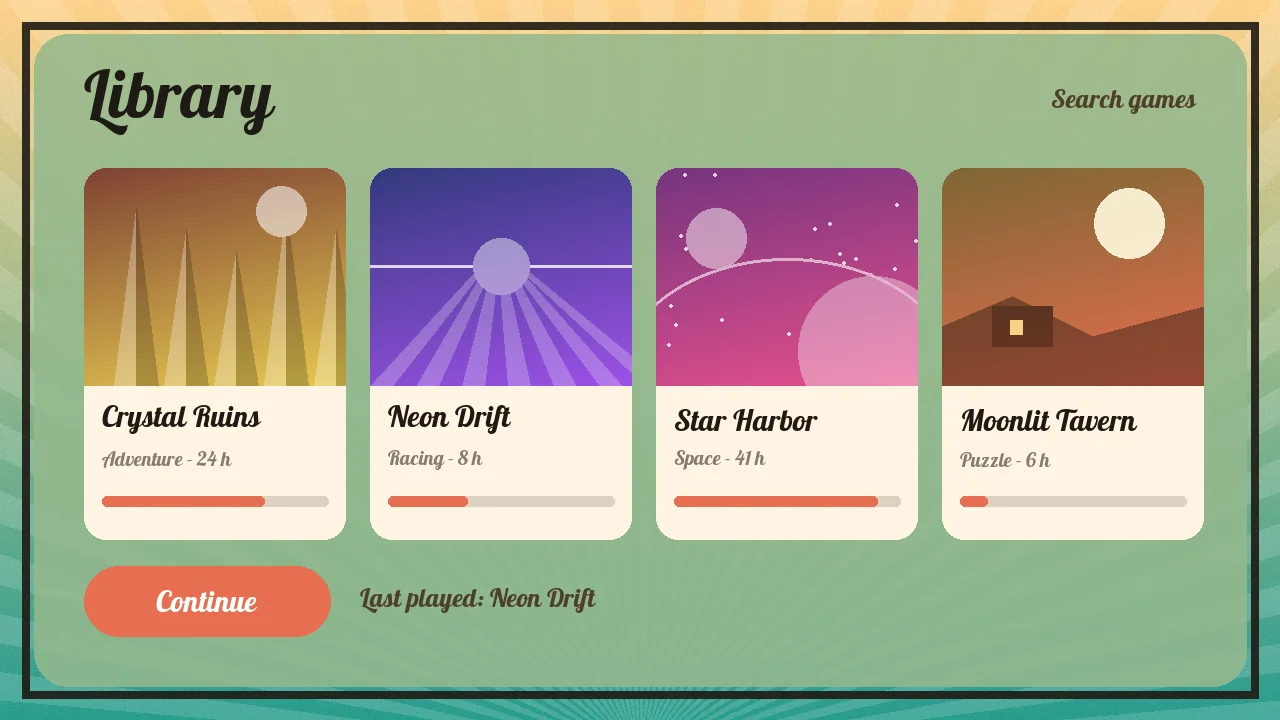 Library
Search games
Crystal Ruins
Adventure - 24 h
Neon Drift
Racing - 8 h
Star Harbor
Space - 41 h
Moonlit Tavern
Puzzle - 6 h
Continue
Last played: Neon Drift